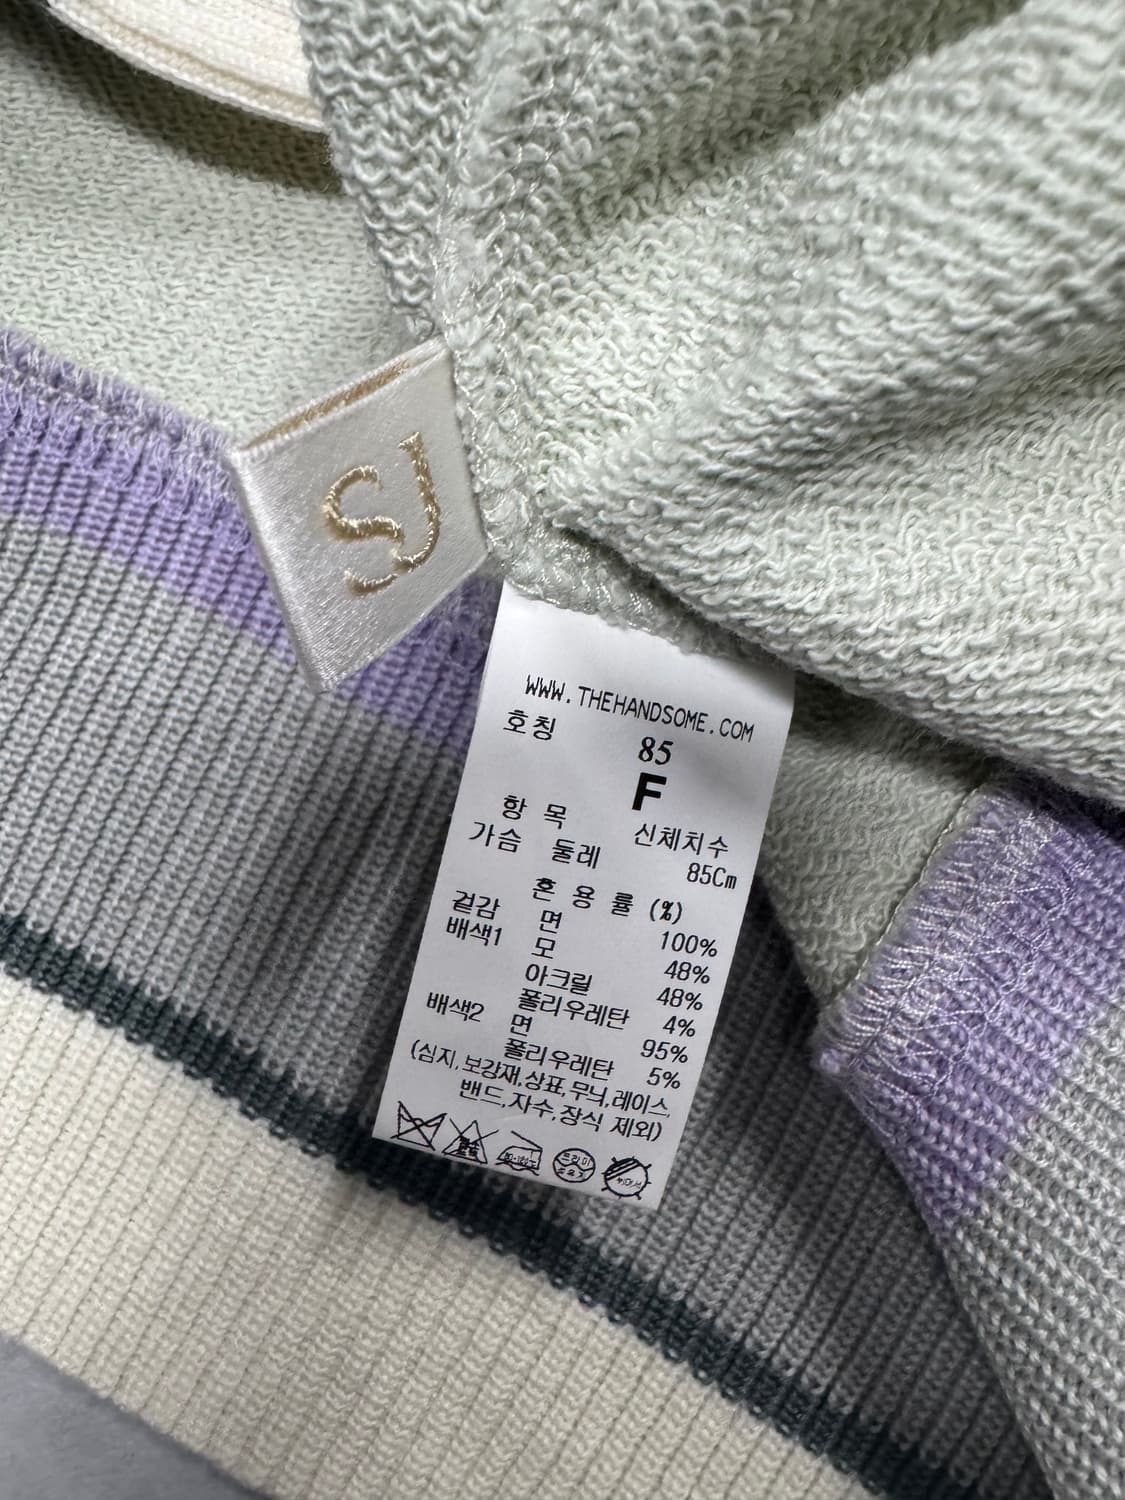 SJ
WWW.THEHANDSOME.COM
호칭 85
F
항 목 신체치수
가슴 둘레 85Cm
혼 용 률 (%)
겉감 면 100%
배색1 모 48%
아크릴 48%
폴리우레탄 4%
배색2 면 95%
폴리우레탄 5%
(심지,보강재,상표,무늬,레이스,
밴드,자수,장식 제외)
드라이